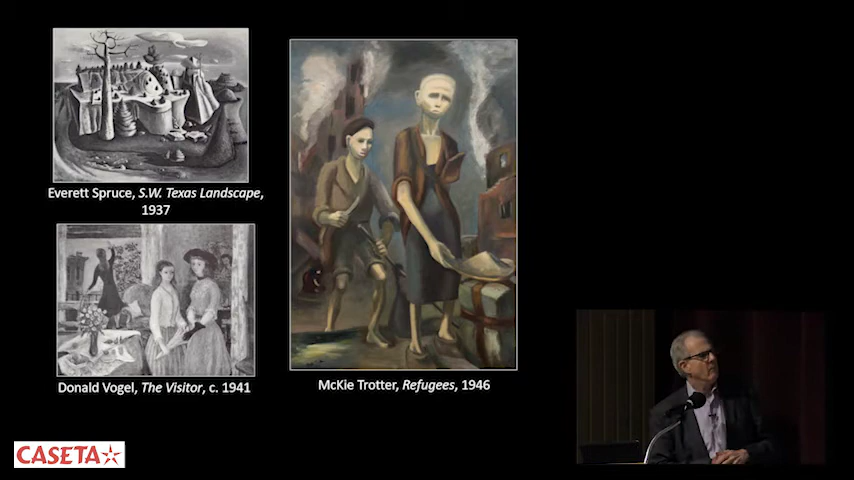 Everett Spruce, S.W. Texas Landscape,
1937
Donald Vogel, The Visitor, c. 1941
McKie Trotter, Refugees, 1946
CASETA